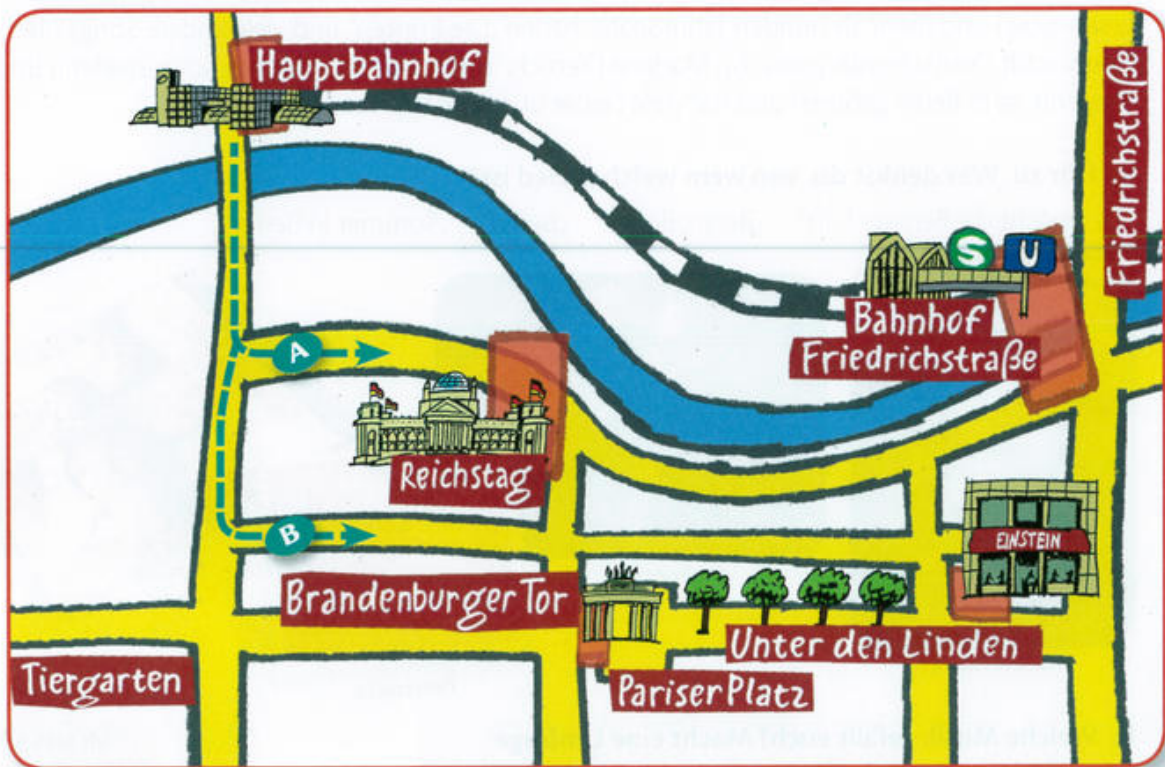 Hauptbahnhof
Friedrichstraße
S
U
Bahnhof
Friedrichstraße
A
Reichstag
B
EINSTEIN
Brandenburger Tor
Unter den Linden
Tiergarten
Pariser Platz